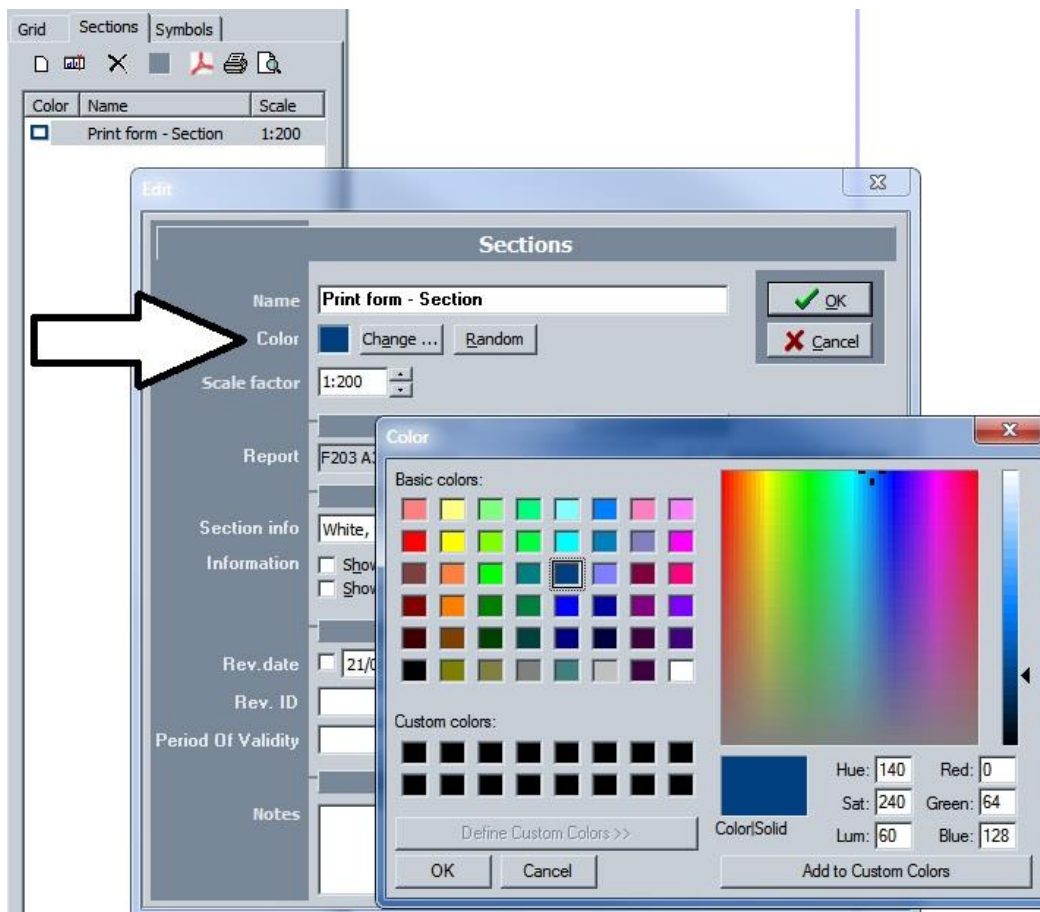 Grid Sections Symbols
Color Name Scale
Print form - Section 1:200
Edit
Sections
Name Print form - Section OK
Color Change ... Random Cancel
Scale factor 1:200
Color
Report F203
Basic colors:
Section info White,
Information
Rev.date
Rev. ID
Period Of Validity
Custom colors:
Hue: 140 Red: 0
Sat: 240 Green: 64
Notes
Define Custom Colors >> Color|Solid Lum: 60 Blue: 128
OK Cancel Add to Custom Colors